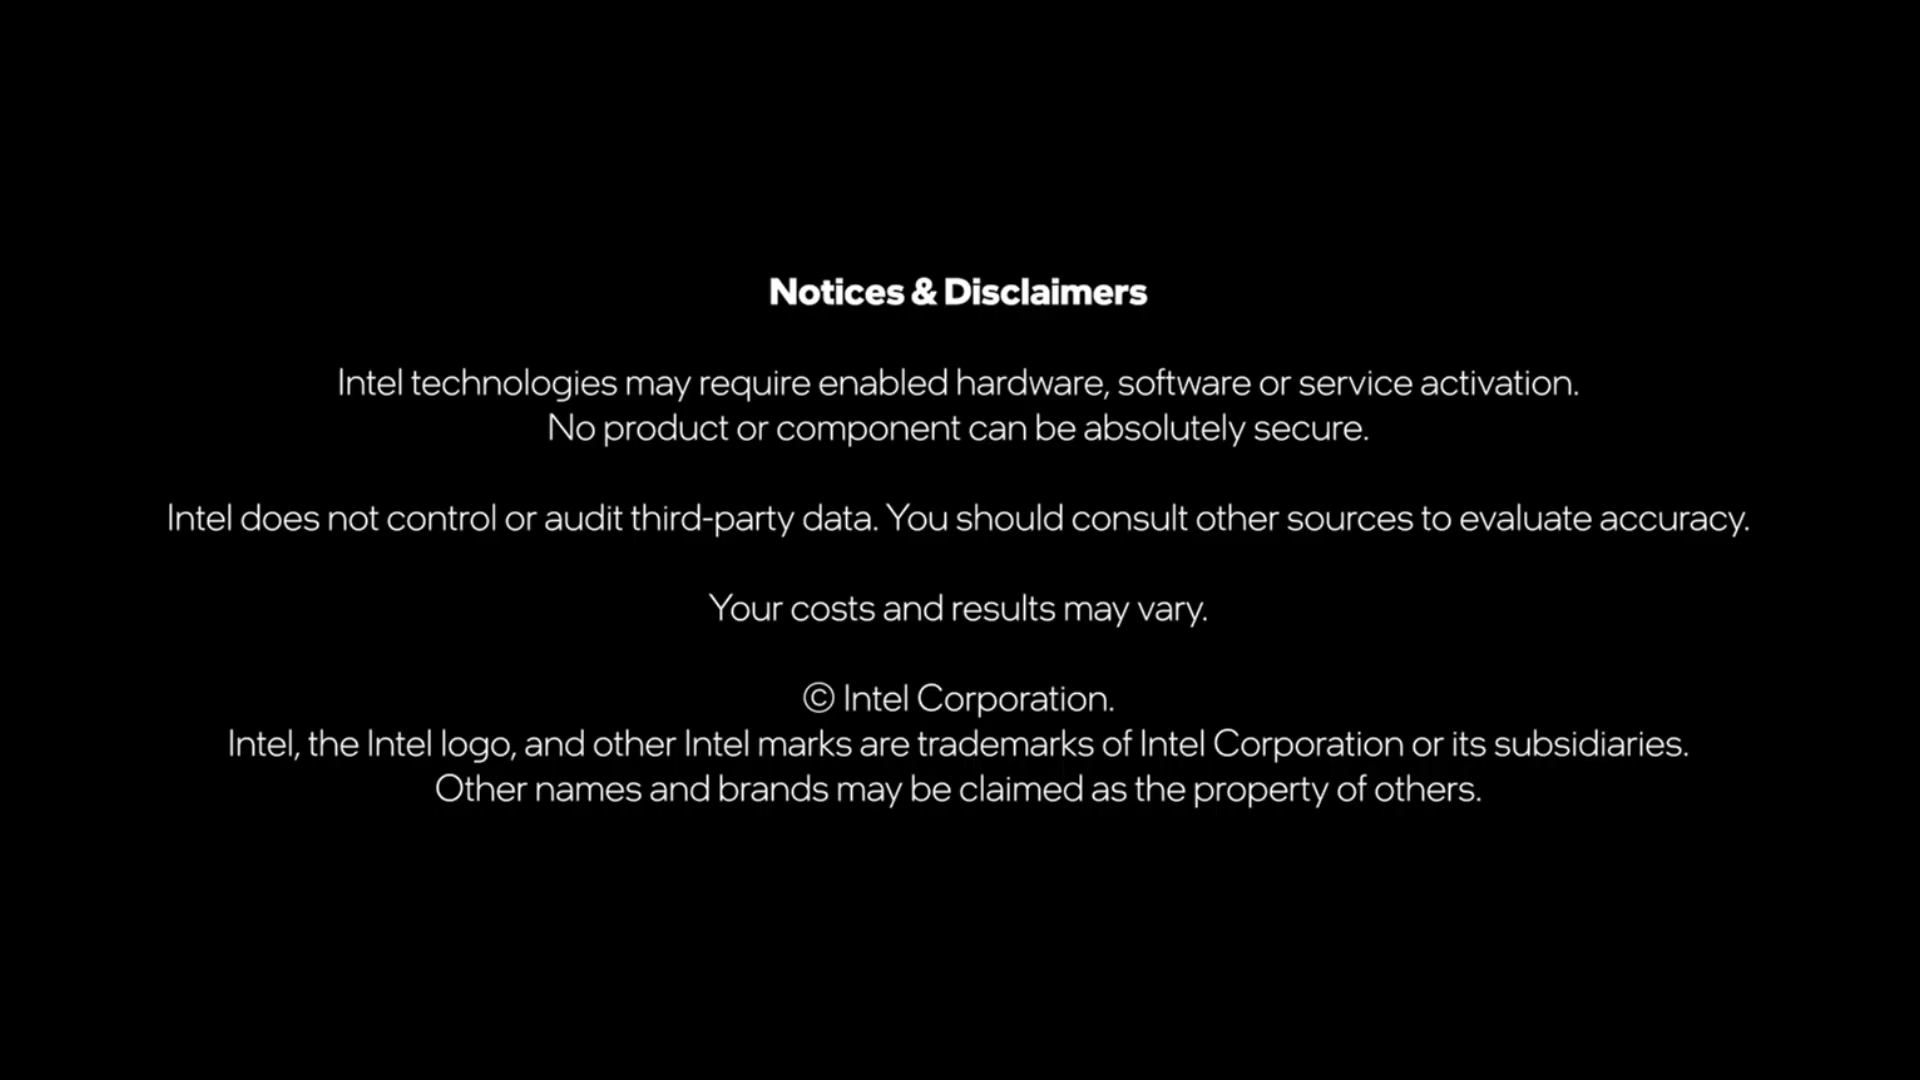 Notices & Disclaimers
Intel technologies may require enabled hardware, software or service activation.
No product or component can be absolutely secure.
Intel does not control or audit third-party data. You should consult other sources to evaluate accuracy.
Your costs and results may vary.
© Intel Corporation.
Intel, the Intel logo, and other Intel marks are trademarks of Intel Corporation or its subsidiaries.
Other names and brands may be claimed as the property of others.